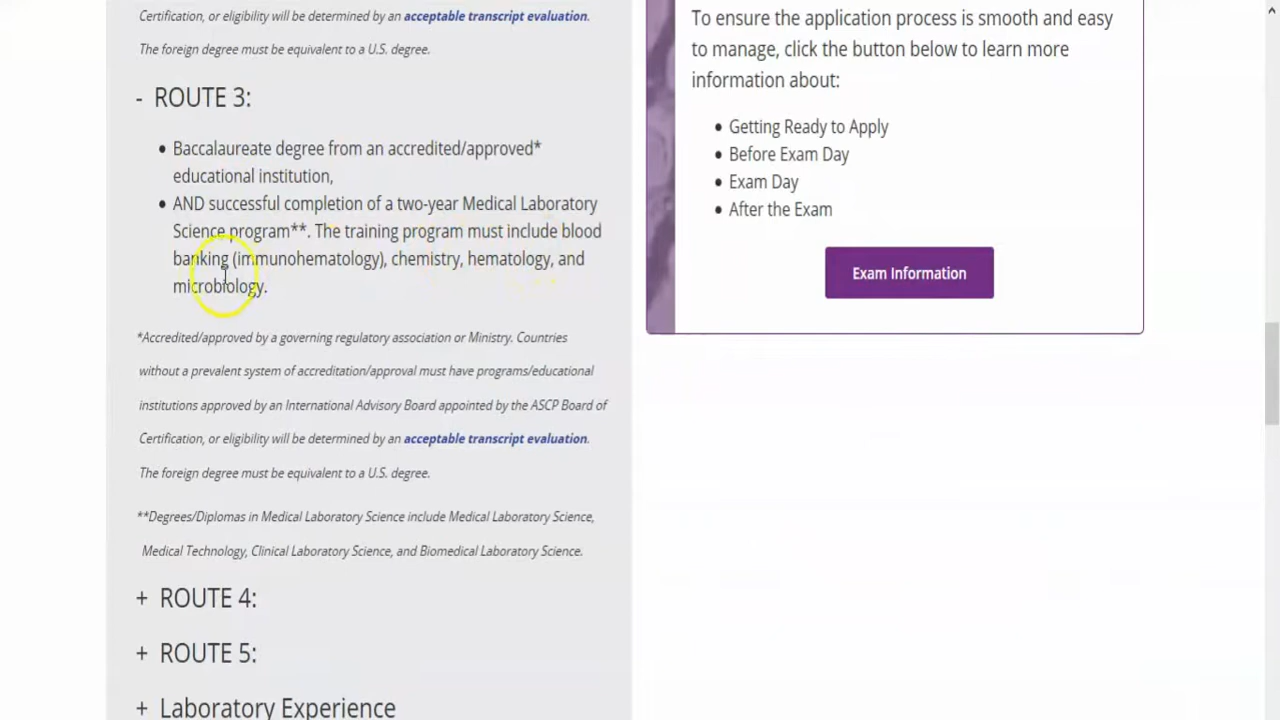 Certification, or eligibility will be determined by an acceptable transcript evaluation.
The foreign degree must be equivalent to a U.S. degree.
- ROUTE 3:
• Baccalaureate degree from an accredited/approved*
educational institution,
• AND successful completion of a two-year Medical Laboratory
Science program**. The training program must include blood
banking (immunohematology), chemistry, hematology, and
microbiology.
*Accredited/approved by a governing regulatory association or Ministry. Countries
without a prevalent system of accreditation/approval must have programs/educational
institutions approved by an International Advisory Board appointed by the ASCP Board of
Certification, or eligibility will be determined by an acceptable transcript evaluation.
The foreign degree must be equivalent to a U.S. degree.
**Degrees/Diplomas in Medical Laboratory Science include Medical Laboratory Science,
Medical Technology, Clinical Laboratory Science, and Biomedical Laboratory Science.
+ ROUTE 4:
+ ROUTE 5:
+ Laboratory Experience
To ensure the application process is smooth and easy
to manage, click the button below to learn more
information about:
• Getting Ready to Apply
• Before Exam Day
• Exam Day
• After the Exam
Exam Information